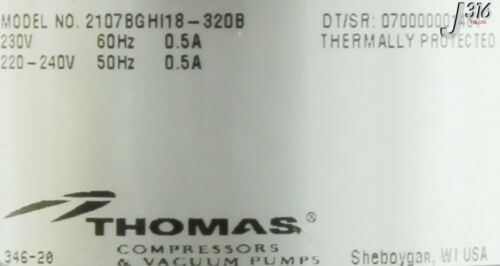 MODEL NO. 2107BGHI18-320B
DT/SR: 0700000014
230V 60Hz 0.5A
THERMALLY PROTECTED
220-240V 50Hz 0.5A
J316
THOMAS®
COMPRESSORS
& VACUUM PUMPS
346-20
Sheboygan, WI USA